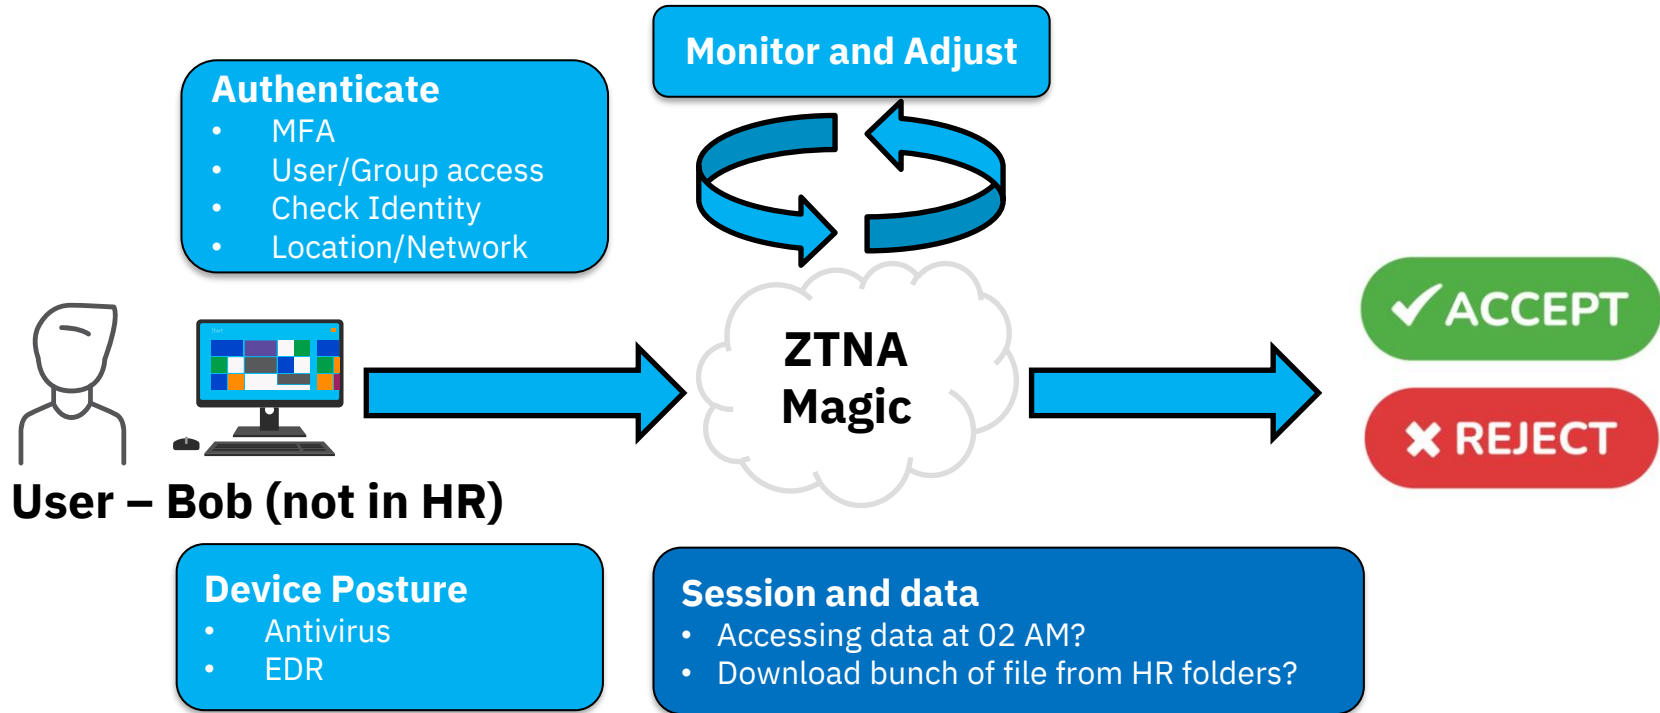 Monitor and Adjust
Authenticate
• MFA
• User/Group access
• Check Identity
• Location/Network
Start
ZTNA
Magic
ACCEPT
REJECT
User – Bob (not in HR)
Device Posture
• Antivirus
• EDR
Session and data
• Accessing data at 02 AM?
• Download bunch of file from HR folders?